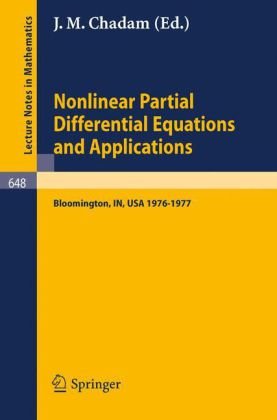 J. M. Chadam (Ed.)
Lecture Notes in Mathematics
648
Nonlinear Partial
Differential Equations
and Applications
Bloomington, IN, USA 1976-1977
Springer